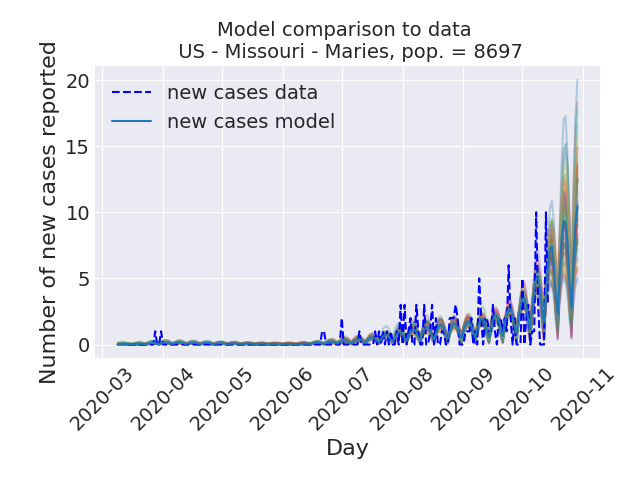 Model comparison to data
US - Missouri - Maries, pop. = 8697
Number of new cases reported
20
15
10
5
0
new cases data
new cases model
2020-03
2020-04
2020-05
2020-06
2020-07
2020-08
2020-09
2020-10
2020-11
Day